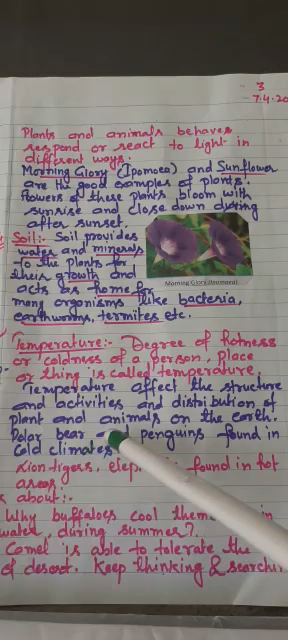 3
-7.4.20
Plants and animals behaves
respond or react to light in
different ways.
Morning Glory (Ipomoea) and Sunflower
are the good examples of plants.
Flowers of these plants bloom with
sunrise and close down dyring
after sunset.
Soil:- Soil provides
water and minerals
to the plants for
their growth and
acts as home for
Morning Glory (Ipomoea)
many organisms like bacteria,
earthworms, termites etc.
Temperature:- Degree of hotness
or coldness of a person, place
or thing is called temperature.
Temperature affect the structure
and activities and distribution of
plant and animals on the earth.
Polar bear and penguins found in
cold climates
Lion tigers, found in hot
areas
about:-
Why buffaloes cool in
water, during summer?
Camel is able to tolerate the
of desert. Keep thinking &